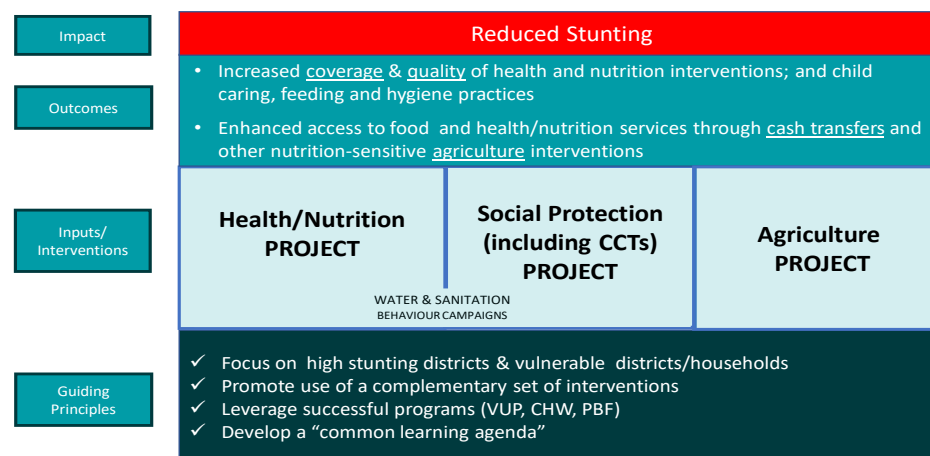 Impact
Reduced Stunting
Outcomes
• Increased coverage & quality of health and nutrition interventions; and child
caring, feeding and hygiene practices
• Enhanced access to food and health/nutrition services through cash transfers and
other nutrition-sensitive agriculture interventions
Inputs/
Interventions
Health/Nutrition
PROJECT
Social Protection
(including CCTs)
PROJECT
Agriculture
PROJECT
WATER & SANITATION
BEHAVIOUR CAMPAIGNS
Guiding
Principles
✓ Focus on high stunting districts & vulnerable districts/households
✓ Promote use of a complementary set of interventions
✓ Leverage successful programs (VUP, CHW, PBF)
✓ Develop a “common learning agenda”